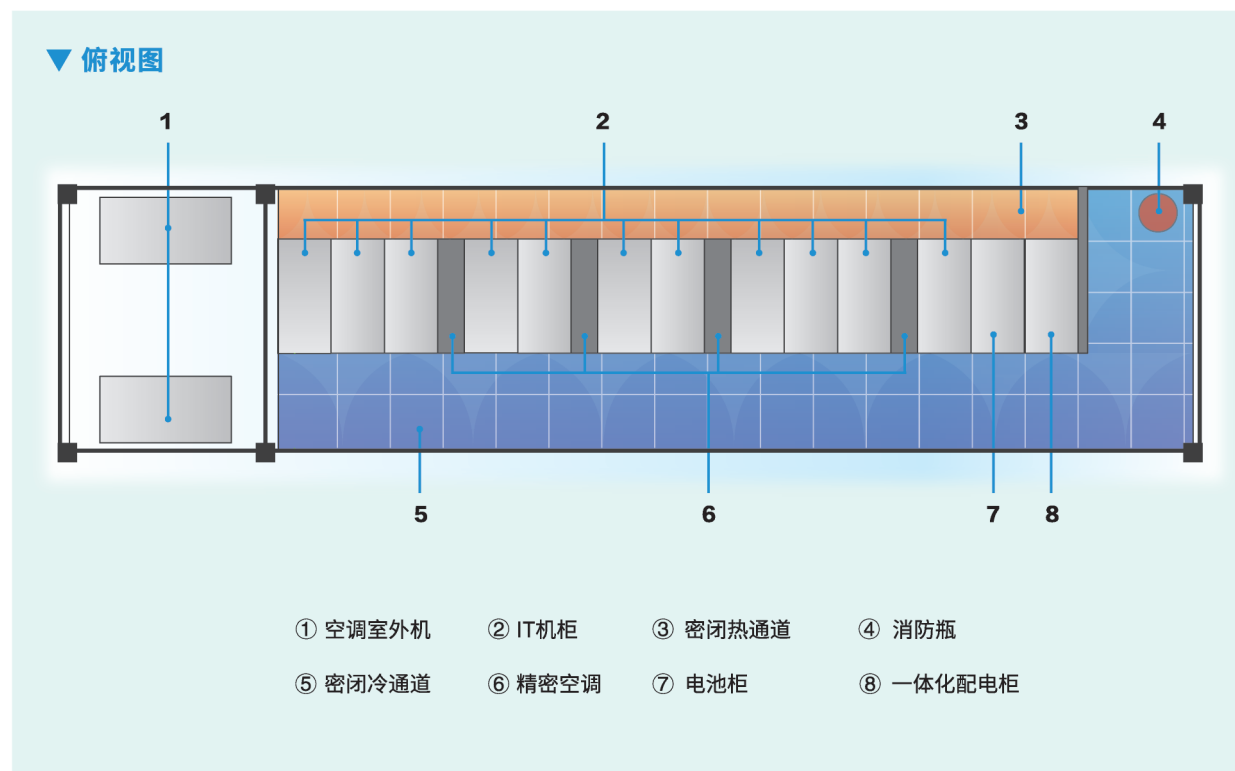 ▼ 俯视图
1 2 3 4
5 6 7 8
① 空调室外机 ② IT机柜 ③ 密闭热通道 ④ 消防瓶
⑤ 密闭冷通道 ⑥ 精密空调 ⑦ 电池柜 ⑧ 一体化配电柜